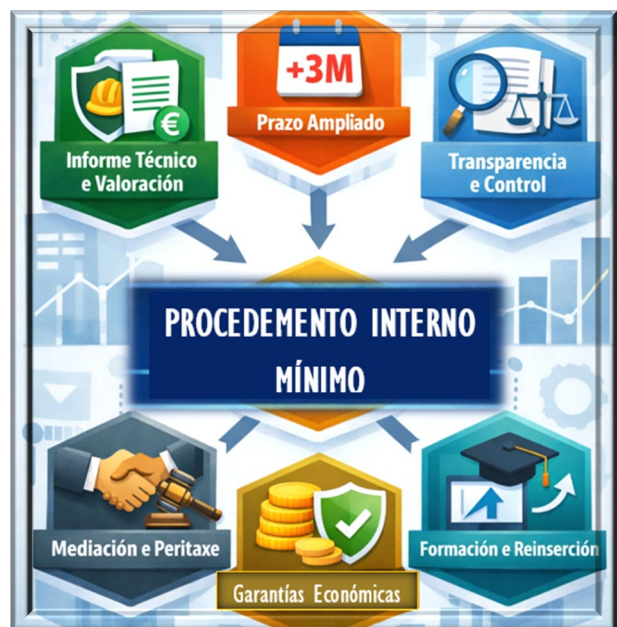 +3M
Prazo Ampliado
Informe Técnico
e Valoración
€
Transparencia
e Control
PROCEDEMENTO INTERNO
MÍNIMO
Mediación e Peritaxe
Garantías Económicas
Formación e Reinserción